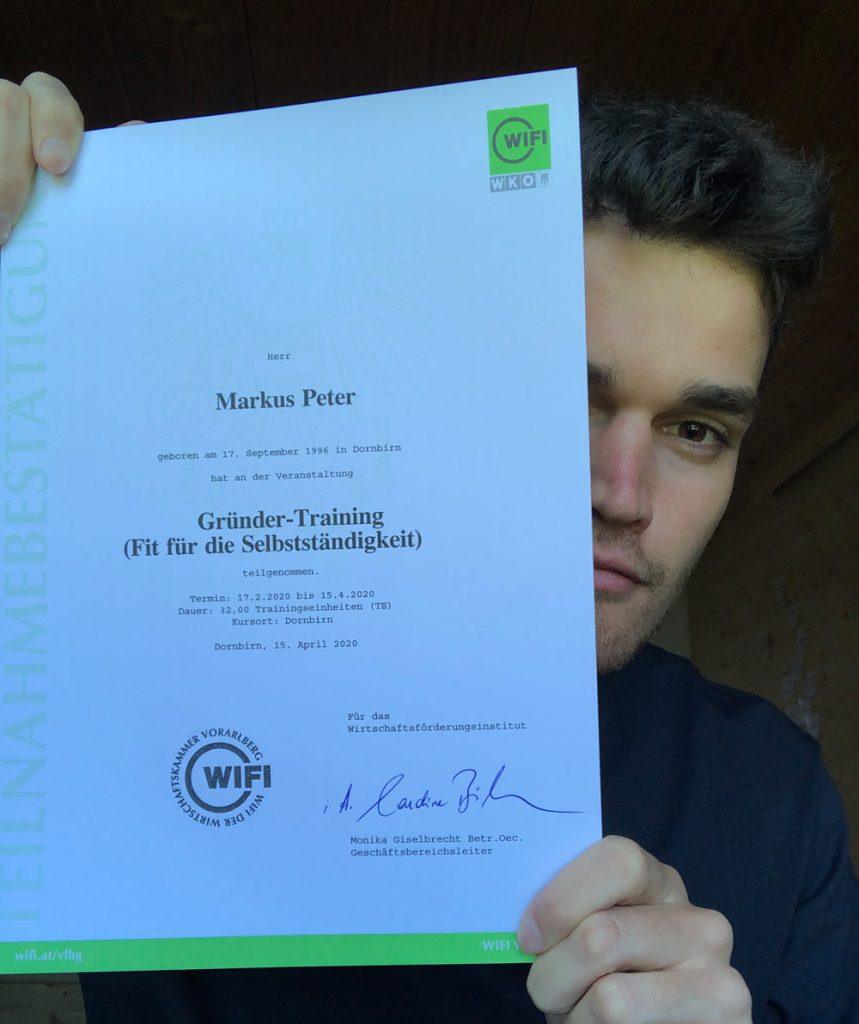 WIFI
WKO
TEILNAHMEBESTÄTIGU
Herr
Markus Peter
geboren am 17. September 1996 in Dornbirn
hat an der Veranstaltung
Gründer-Training
(Fit für die Selbstständigkeit)
teilgenommen.
Termin: 17.2.2020 bis 15.4.2020
Dauer: 32,00 Trainingseinheiten (TE)
Kursort: Dornbirn
Dornbirn, 15. April 2020
Für das
Wirtschaftsförderungsinstitut
WIFI DER WIRTSCHAFTSKAMMER VORARLBERG
WIFI
i. A.
Monika Giselbrecht Betr.Oec.
Geschäftsbereichsleiter
wifi.at/vlbg
WIFI